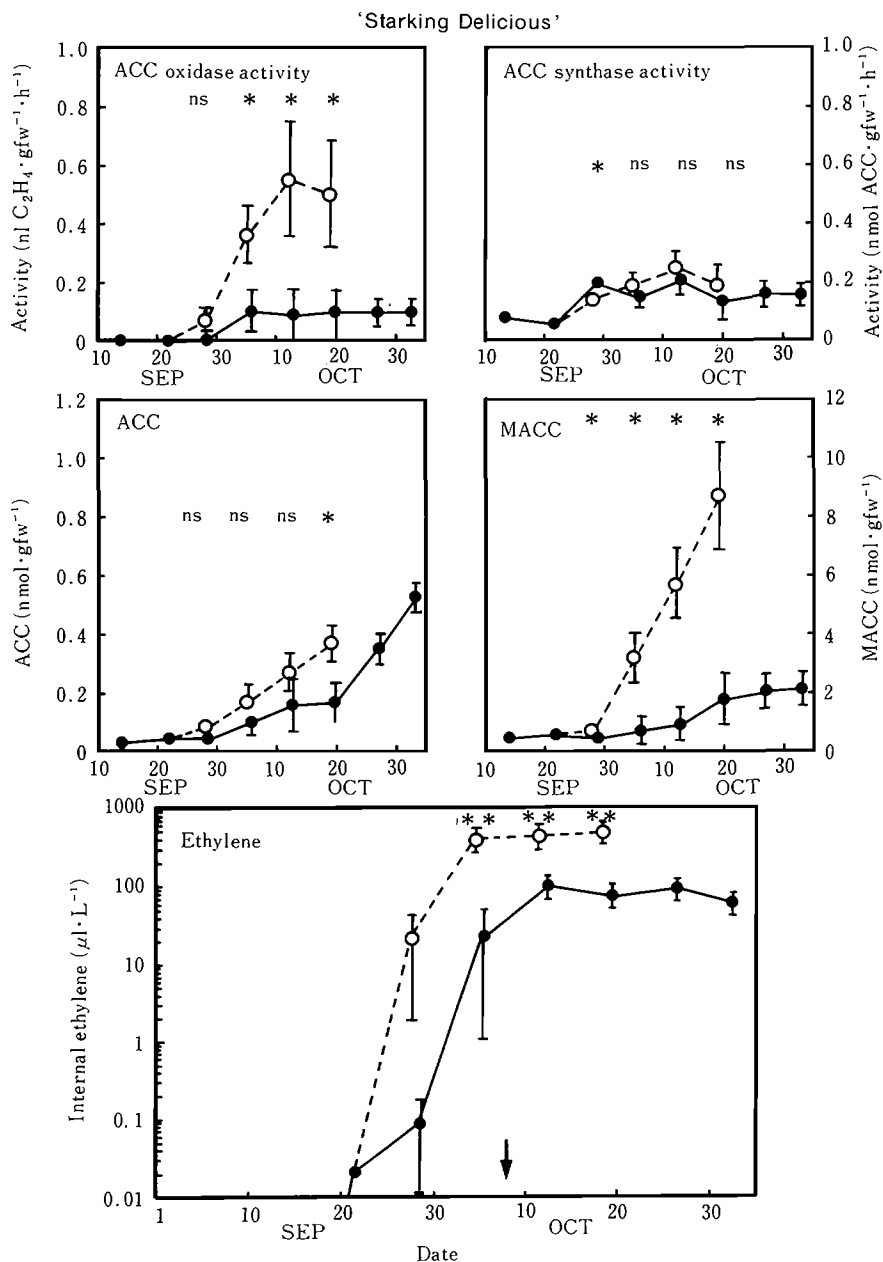 'Starking Delicious'
ACC oxidase activity
ns * * *
Activity (nl C₂H₄·gfw⁻¹·h⁻¹)
1.0
0.8
0.6
0.4
0.2
0
10 20 30 10 20 30
SEP OCT
ACC synthase activity
* ns ns ns
Activity (nmol ACC·gfw⁻¹·h⁻¹)
1.0
0.8
0.6
0.4
0.2
0
10 20 30 10 20 30
SEP OCT
ACC
ns ns ns *
ACC (nmol·gfw⁻¹)
1.2
1.0
0.8
0.6
0.4
0.2
0
10 20 30 10 20 30
SEP OCT
MACC
* * * *
MACC (nmol·gfw⁻¹)
12
10
8
6
4
2
0
10 20 30 10 20 30
SEP OCT
Ethylene
** ** **
Internal ethylene (μl·L⁻¹)
1000
100
10
1
0.1
0.01
1 10 20 30 10 20 30
SEP OCT
Date